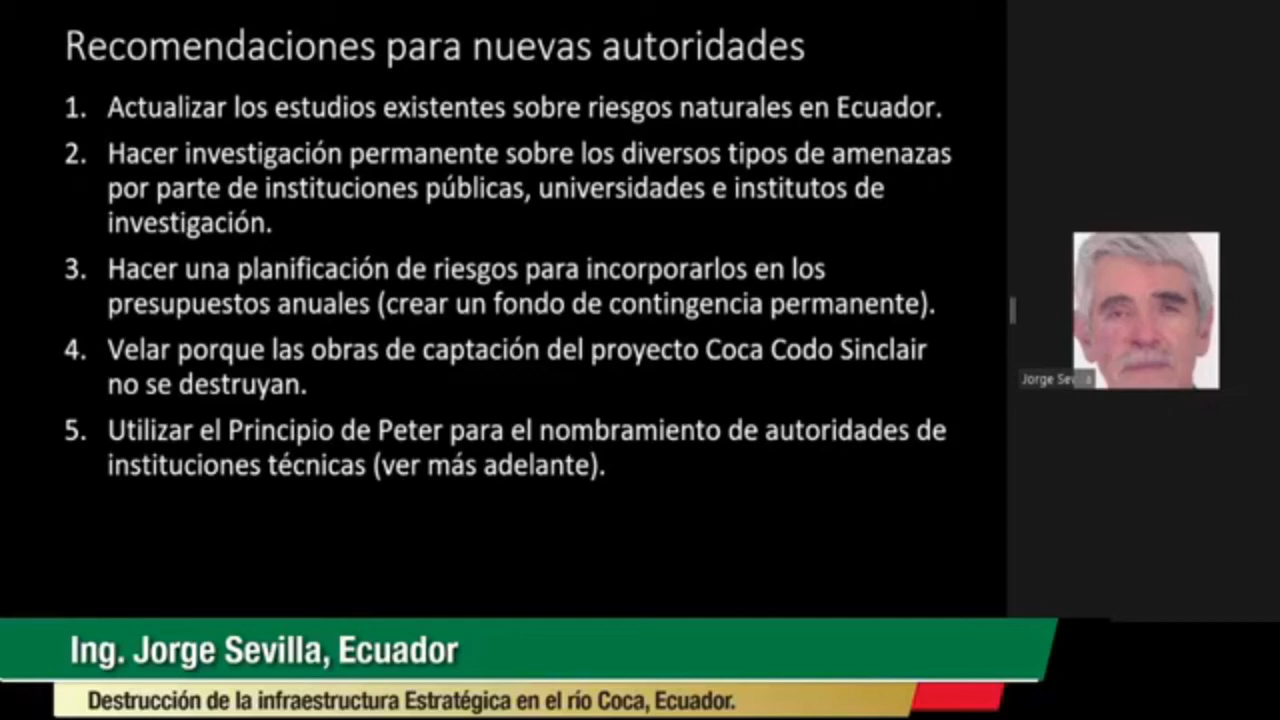 Recomendaciones para nuevas autoridades
1. Actualizar los estudios existentes sobre riesgos naturales en Ecuador.
2. Hacer investigación permanente sobre los diversos tipos de amenazas
por parte de instituciones públicas, universidades e institutos de
investigación.
3. Hacer una planificación de riesgos para incorporarlos en los
presupuestos anuales (crear un fondo de contingencia permanente).
4. Velar porque las obras de captación del proyecto Coca Codo Sinclair
no se destruyan.
5. Utilizar el Principio de Peter para el nombramiento de autoridades de
instituciones técnicas (ver más adelante).
Jorge Sevilla
Ing. Jorge Sevilla, Ecuador
Destrucción de la infraestructura Estratégica en el río Coca, Ecuador.